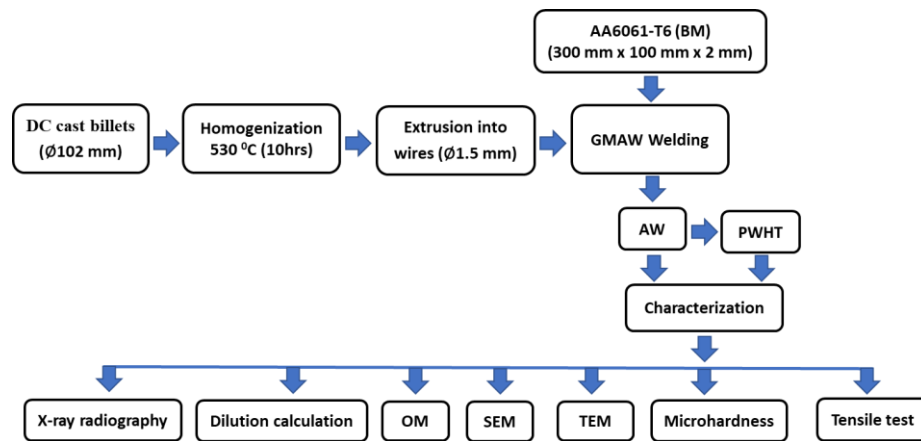 AA6061-T6 (BM)
(300 mm x 100 mm x 2 mm)
DC cast billets
(Ø102 mm)
Homogenization
530 ⁰C (10hrs)
Extrusion into
wires (Ø1.5 mm)
GMAW Welding
AW
PWHT
Characterization
X-ray radiography
Dilution calculation
OM
SEM
TEM
Microhardness
Tensile test